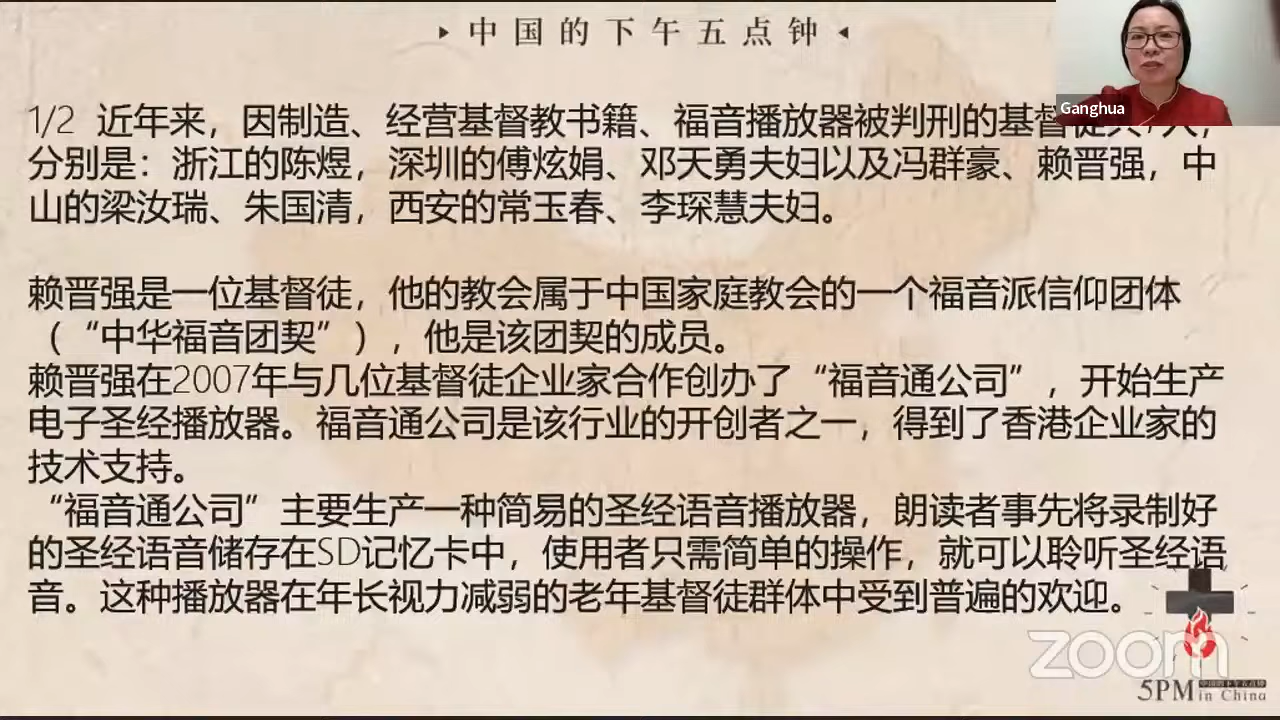 中国的下午五点钟
Ganghua
1/2 近年来，因制造、经营基督教书籍、福音播放器被判刑的基督
分别是：浙江的陈煜，深圳的傅炫娟、邓天勇夫妇以及冯群豪、赖晋强，中
山的梁汝瑞、朱国清，西安的常玉春、李琛慧夫妇。
赖晋强是一位基督徒，他的教会属于中国家庭教会的一个福音派信仰团体
（“中华福音团契”），他是该团契的成员。
赖晋强在2007年与几位基督徒企业家合作创办了“福音通公司”，开始生产
电子圣经播放器。福音通公司是该行业的开创者之一，得到了香港企业家的
技术支持。
“福音通公司”主要生产一种简易的圣经语音播放器，朗读者事先将录制好
的圣经语音储存在SD记忆卡中，使用者只需简单的操作，就可以聆听圣经语
音。这种播放器在年长视力减弱的老年基督徒群体中受到普遍的欢迎。
zoom
5PM 中国的下午五点钟
in China